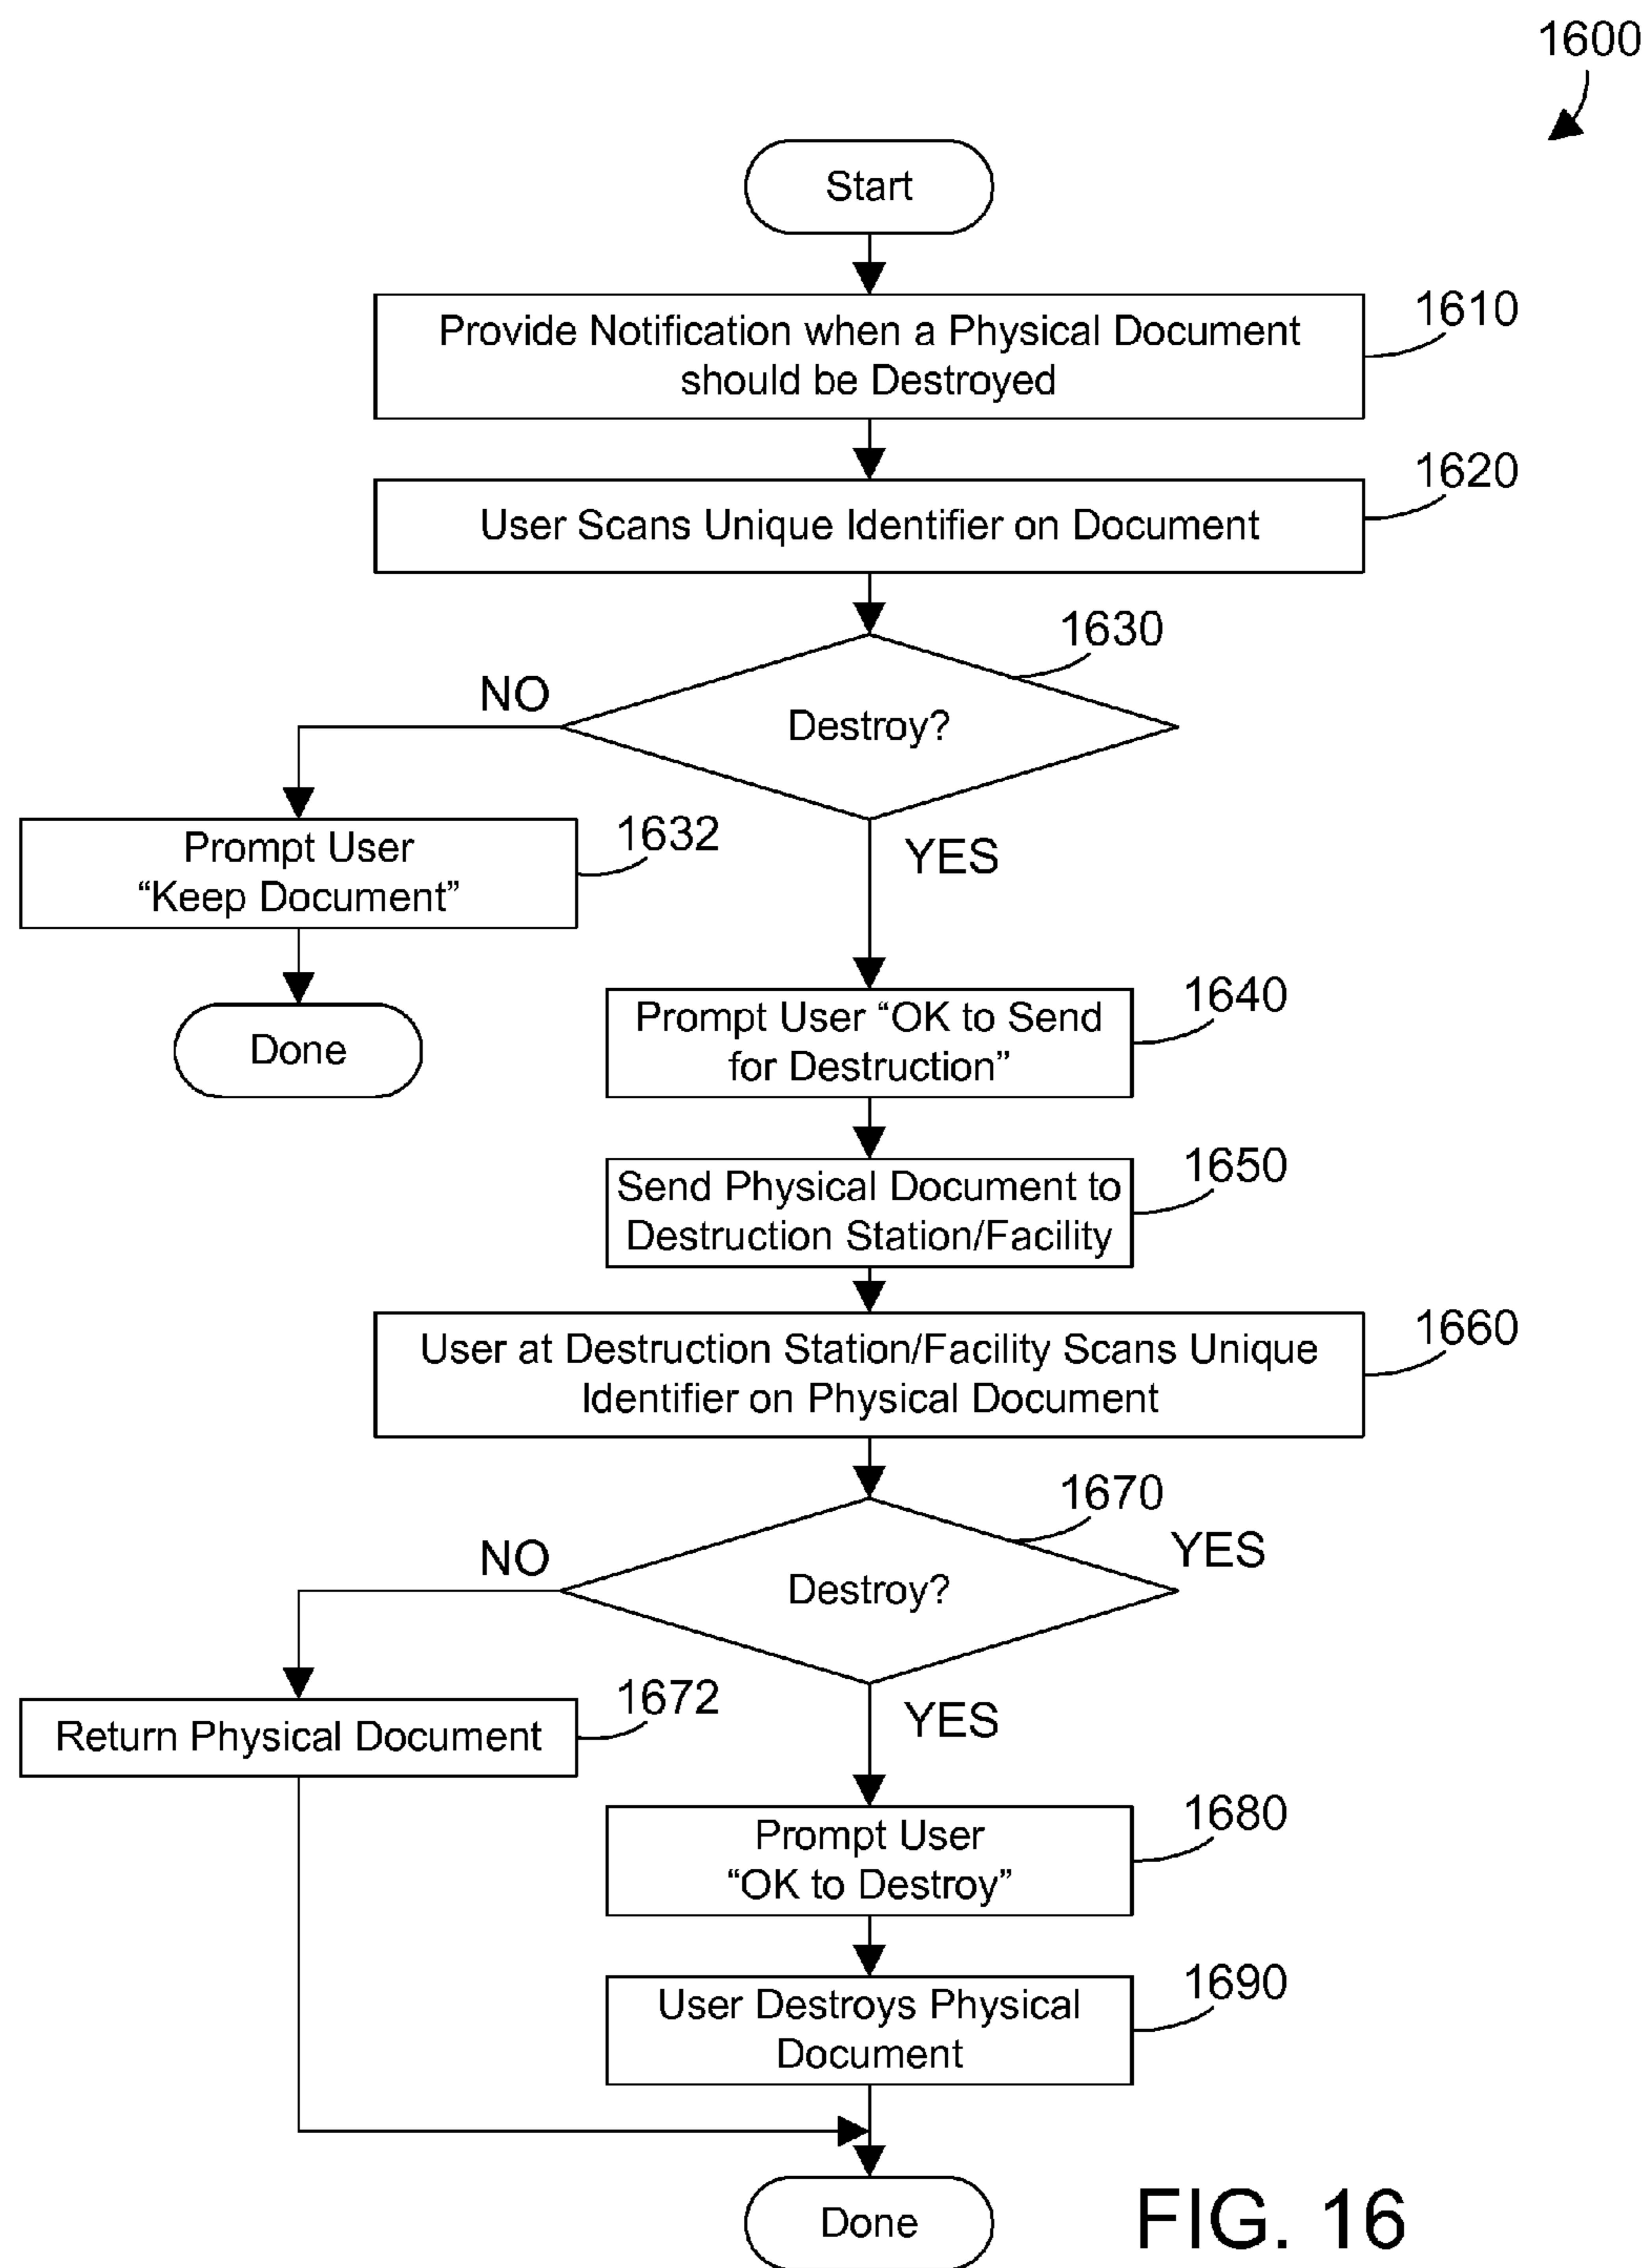 1600
Start
Provide Notification when a Physical Document
should be Destroyed
1610
User Scans Unique Identifier on Document
1620
1630
Destroy?
NO
YES
Prompt User
“Keep Document”
1632
Done
Prompt User “OK to Send
for Destruction”
1640
Send Physical Document to
Destruction Station/Facility
1650
User at Destruction Station/Facility Scans Unique
Identifier on Physical Document
1660
1670
Destroy?
NO
YES
YES
Return Physical Document
1672
Prompt User
“OK to Destroy”
1680
User Destroys Physical
Document
1690
Done
FIG. 16